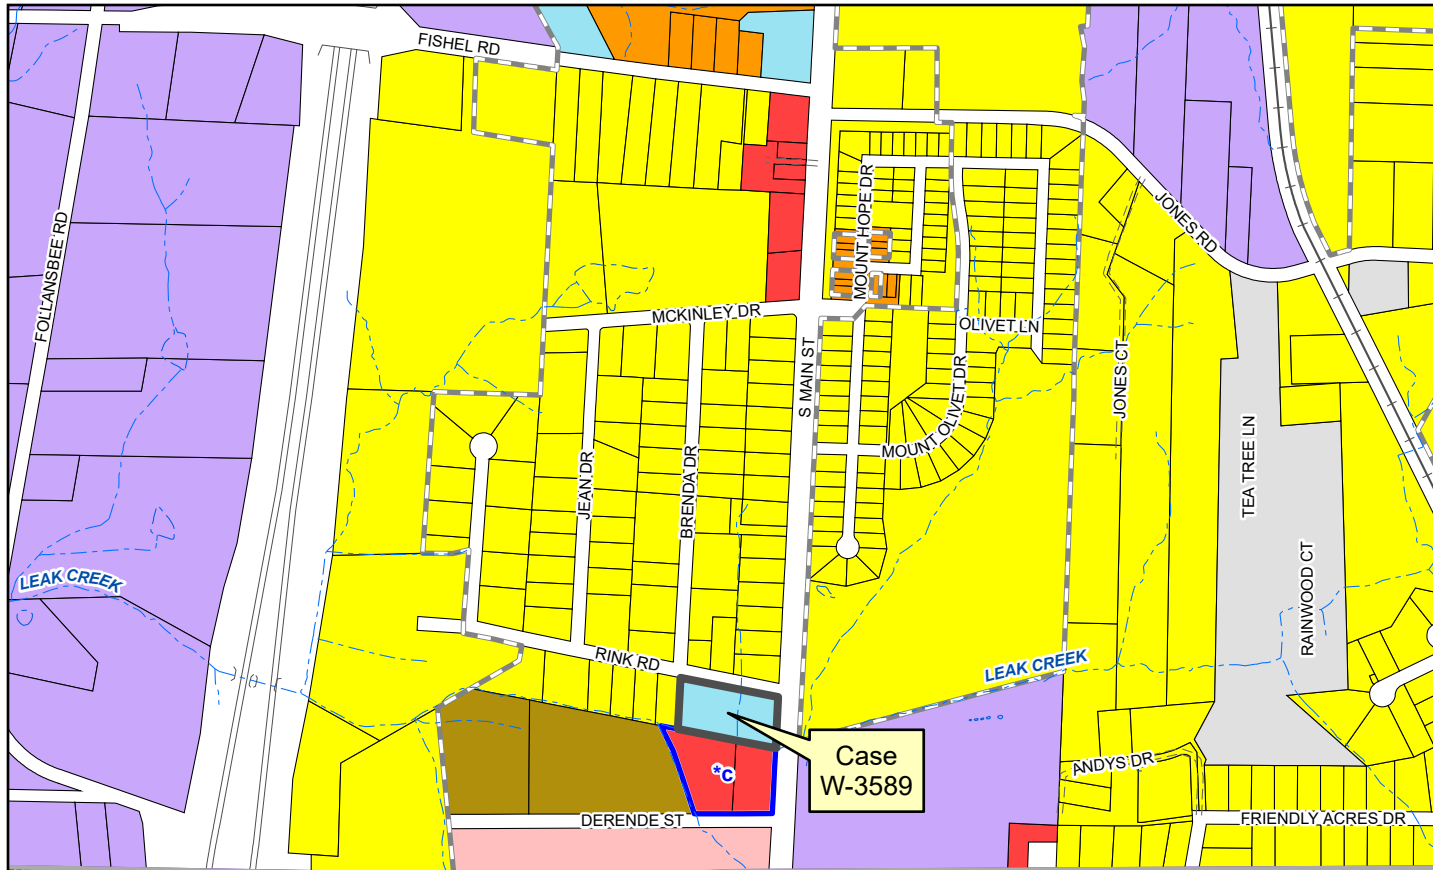 FISHEL RD
FOLLANSBEE RD
MOUNT HOPE DR
JONES RD
MCKINLEY DR
OLIVET LN
S MAIN ST
JONES CT
MOUNT OLIVET DR
JEAN DR
BRENDA DR
TEA TREE LN
RAINWOOD CT
LEAK CREEK
RINK RD
LEAK CREEK
Case
W-3589
*C
ANDYS DR
DERENDE ST
FRIENDLY ACRES DR